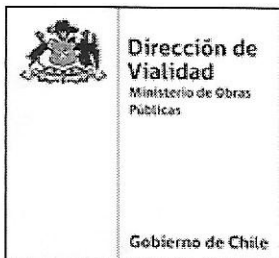 Dirección de
Vialidad
Ministerio de Obras
Públicas
Gobierno de Chile